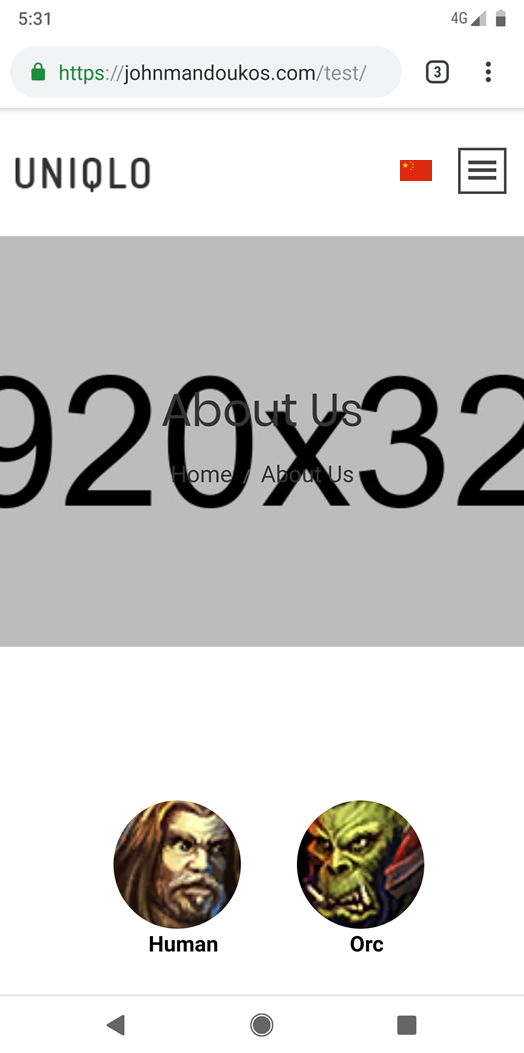 5:31
4G
https://johnmandoukos.com/test/
3
UNIQLO
920x32
About Us
Home / About Us
Human
Orc